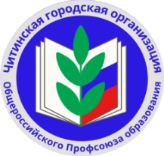 Читинская городская организация
Общероссийского Профсоюза образования